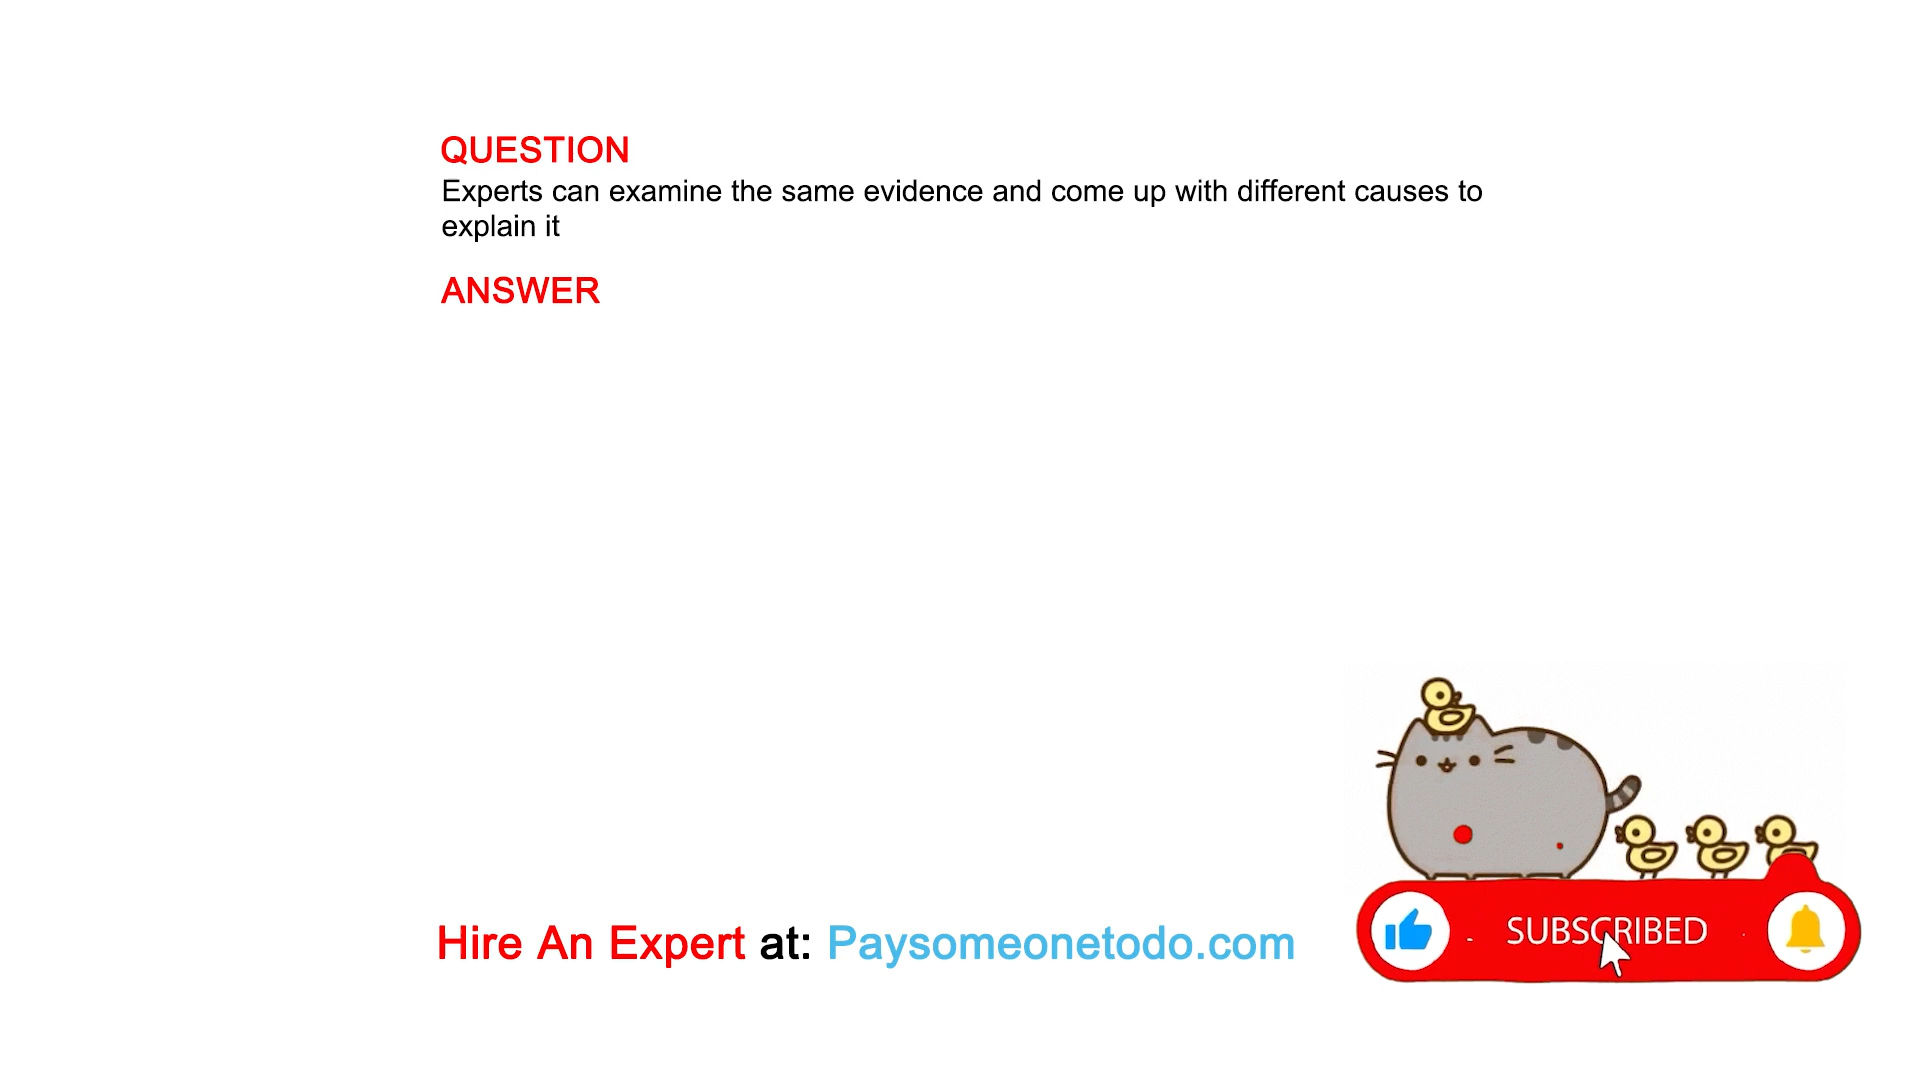 QUESTION
Experts can examine the same evidence and come up with different causes to
explain it
ANSWER
Hire An Expert at: Paysomeonetodo.com
SUBSCRIBED